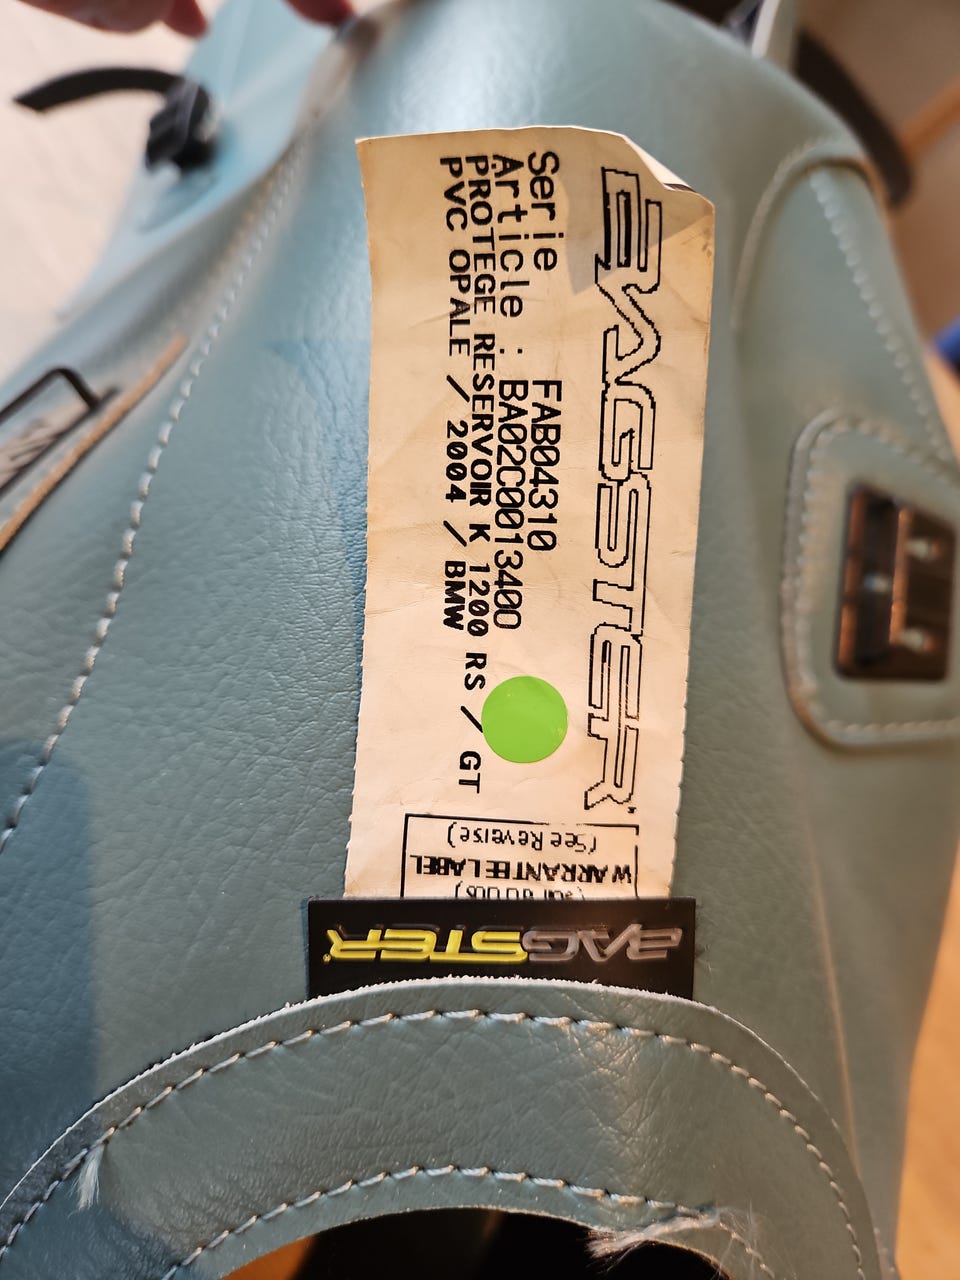 BAGSTER
Serie FAB04310
Article : BA02C0013400
PROTEGE RESERVOIR K 1200 RS / GT
PVC OPALE / 2004 / BMW
WARRANTEE LABEL
(See Reverse)
BAGSTER®